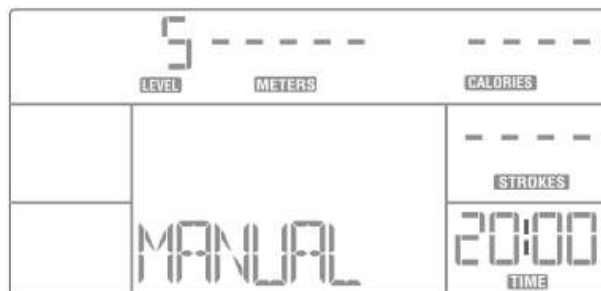 5 - - - - - - - - -
LEVEL METERS CALORIES
- - - -
STROKES
MANUAL 20:00
TIME